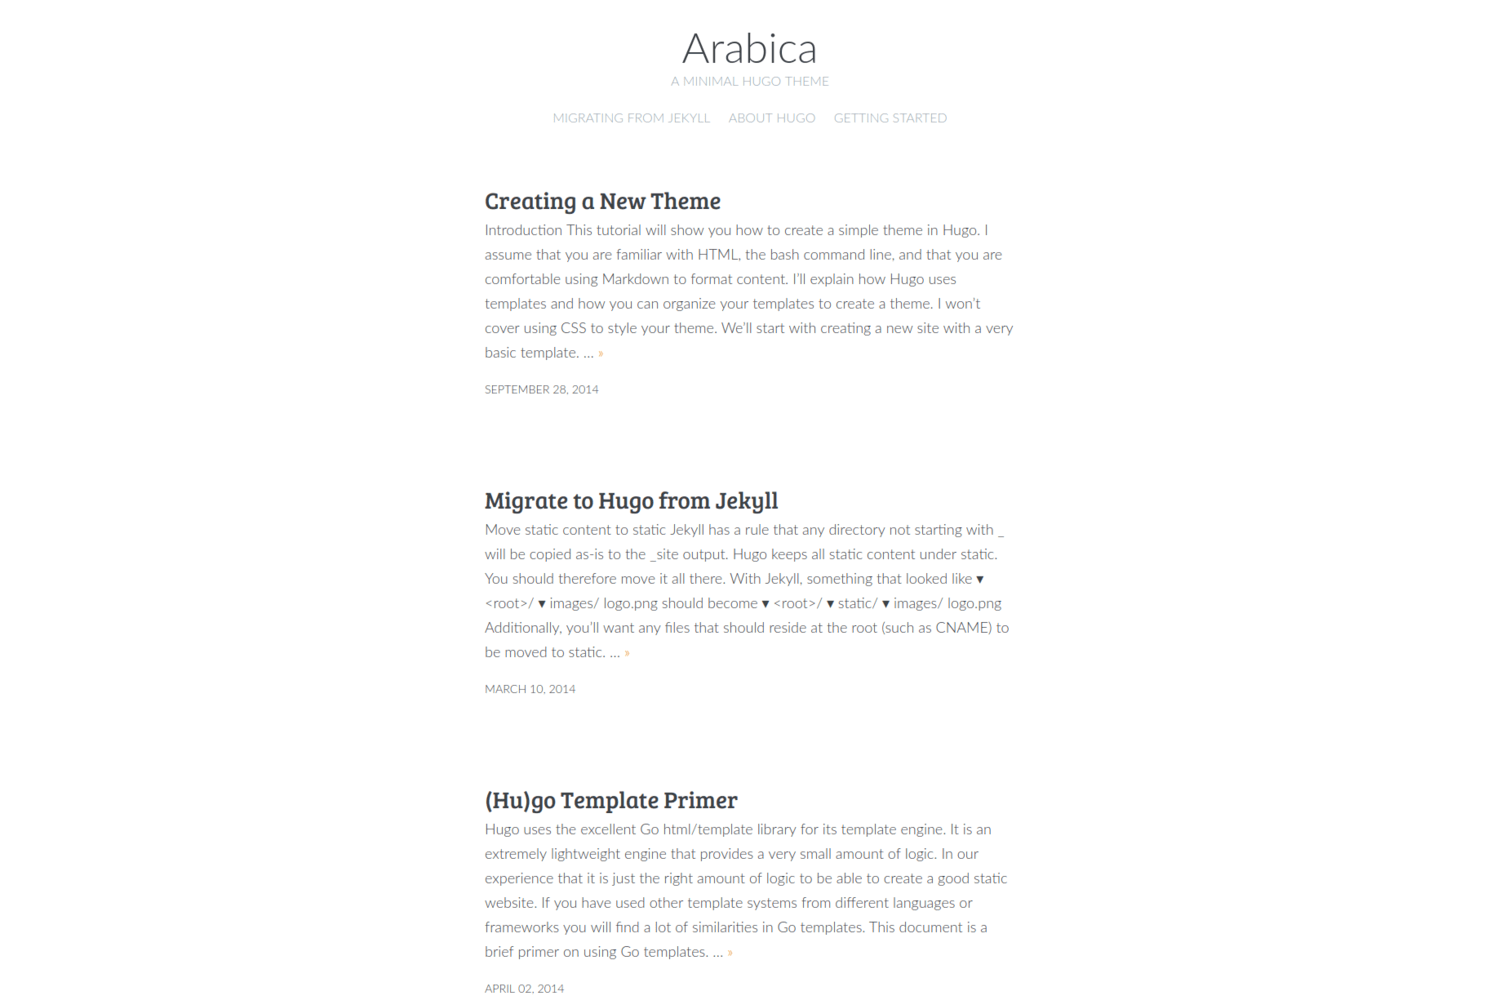 Arabica
A MINIMAL HUGO THEME
MIGRATING FROM JEKYLL ABOUT HUGO GETTING STARTED
Creating a New Theme
Introduction This tutorial will show you how to create a simple theme in Hugo. I
assume that you are familiar with HTML, the bash command line, and that you are
comfortable using Markdown to format content. I’ll explain how Hugo uses
templates and how you can organize your templates to create a theme. I won’t
cover using CSS to style your theme. We’ll start with creating a new site with a very
basic template. … »
SEPTEMBER 28, 2014
Migrate to Hugo from Jekyll
Move static content to static Jekyll has a rule that any directory not starting with _
will be copied as-is to the _site output. Hugo keeps all static content under static.
You should therefore move it all there. With Jekyll, something that looked like ▾
<root>/ ▾ images/ logo.png should become ▾ <root>/ ▾ static/ ▾ images/ logo.png
Additionally, you’ll want any files that should reside at the root (such as CNAME) to
be moved to static. … »
MARCH 10, 2014
(Hu)go Template Primer
Hugo uses the excellent Go html/template library for its template engine. It is an
extremely lightweight engine that provides a very small amount of logic. In our
experience that it is just the right amount of logic to be able to create a good static
website. If you have used other template systems from different languages or
frameworks you will find a lot of similarities in Go templates. This document is a
brief primer on using Go templates. … »
APRIL 02, 2014